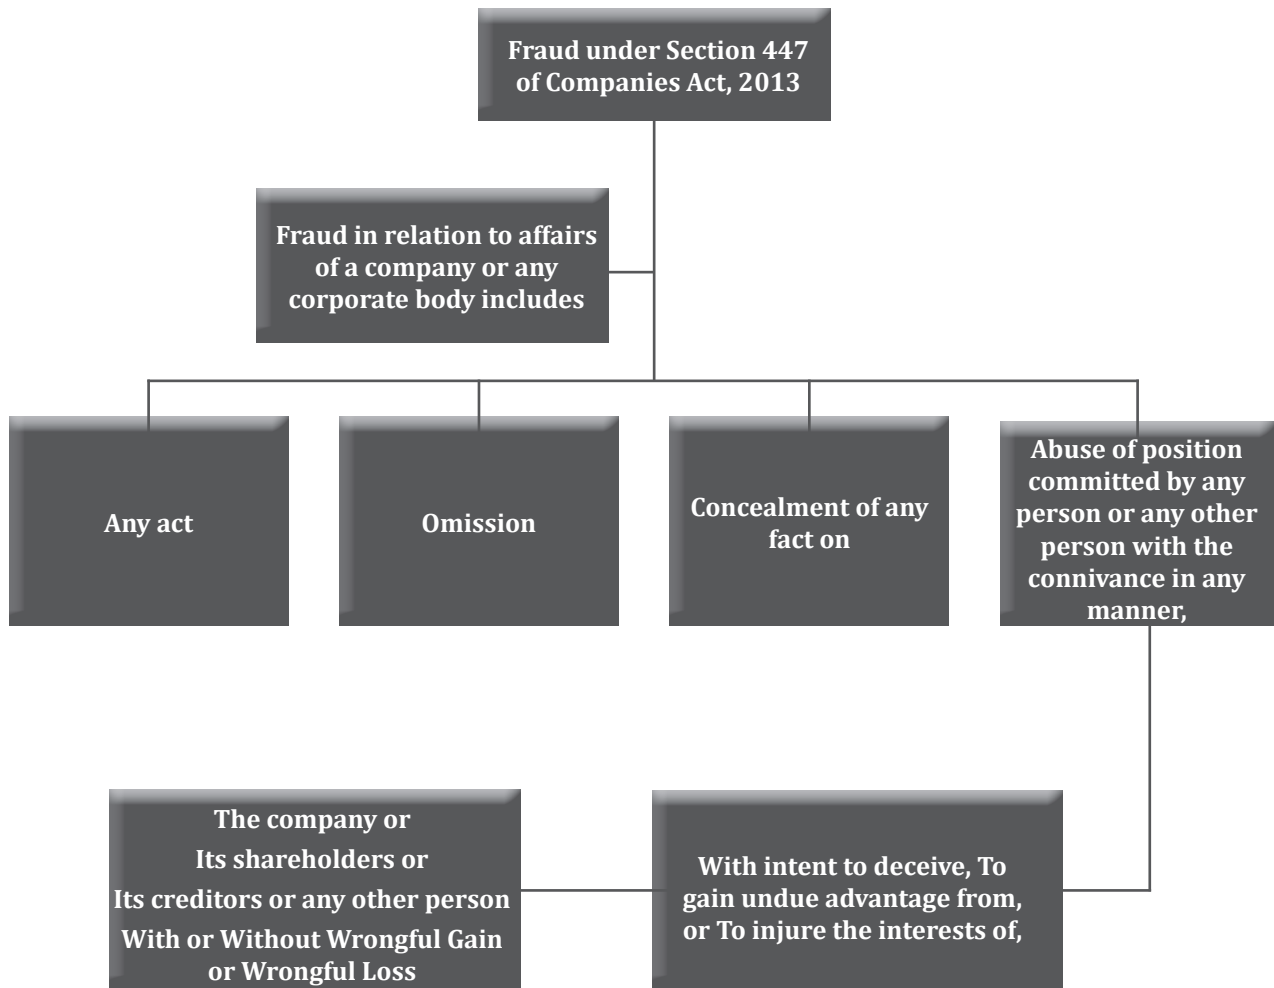 Fraud under Section 447
of Companies Act, 2013
Fraud in relation to affairs
of a company or any
corporate body includes
Any act
Omission
Concealment of any
fact on
Abuse of position
committed by any
person or any other
person with the
connivance in any
manner,
The company or
Its shareholders or
Its creditors or any other person
With or Without Wrongful Gain
or Wrongful Loss
With intent to deceive, To
gain undue advantage from,
or To injure the interests of,